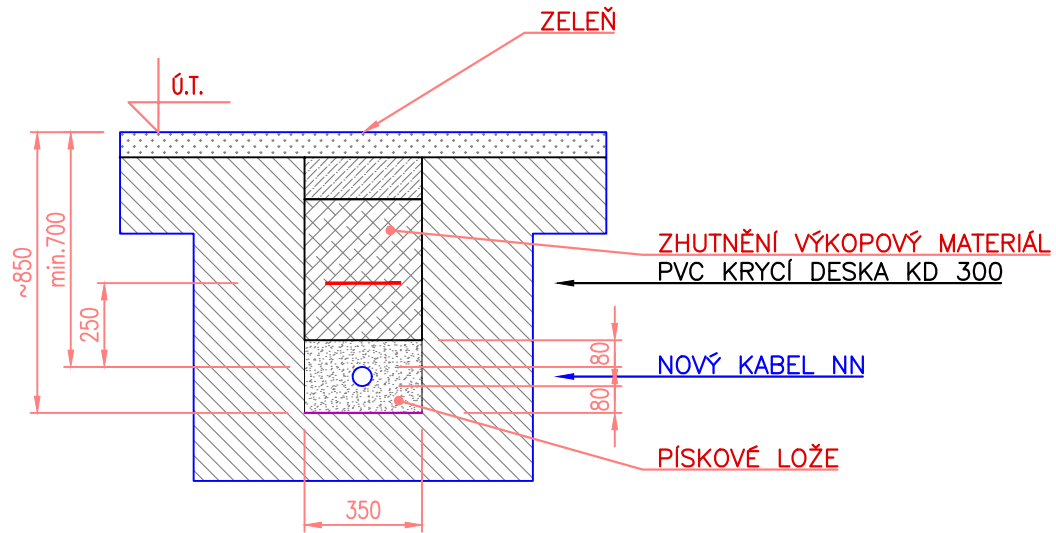 ZELEŇ
Ú.T.
~850
min.700
250
ZHUTNĚNÍ VÝKOPOVÝ MATERIÁL
PVC KRYCÍ DESKA KD 300
80
NOVÝ KABEL NN
80
PÍSKOVÉ LOŽE
350